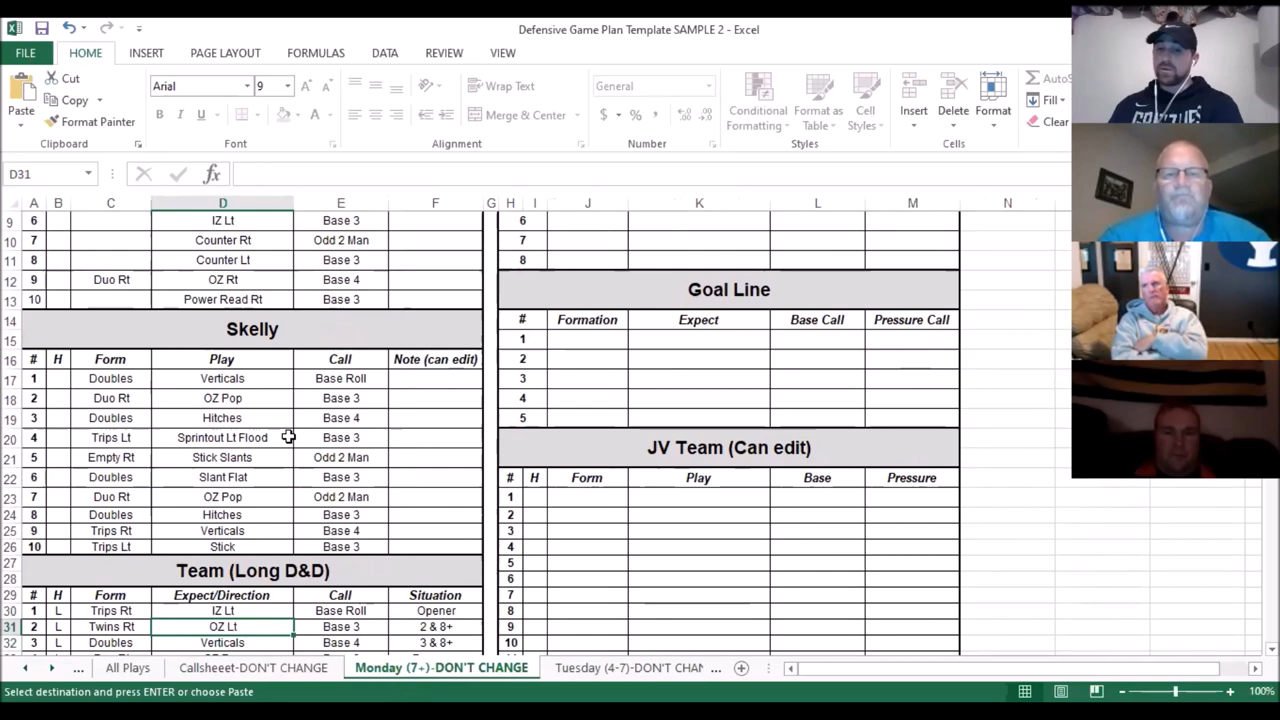 Defensive Game Plan Template SAMPLE 2 - Excel
FILE HOME INSERT PAGE LAYOUT FORMULAS DATA REVIEW VIEW
Cut
Copy
Format Painter
Paste
Clipboard
Arial 9
A A
B I U A
Font
Wrap Text
Merge & Center
Alignment
General
$ % ,
Number
Conditional Formatting
Format as Table
Cell Styles
Styles
Insert Delete Format
Cells
AutoS
Fill
Clear
D31
fx
A B C D E F G H I J K L M N O
9 6 IZ Lt Base 3 6
10 7 Counter Rt Odd 2 Man 7
11 8 Counter Lt Base 3 8
12 9 Duo Rt OZ Rt Base 4
13 10 Power Read Rt Base 3
Goal Line
14
15
Skelly
# Formation Expect Base Call Pressure Call
16 # H Form Play Call Note (can edit)
17 1 Doubles Verticals Base Roll
18 2 Duo Rt OZ Pop Base 3
19 3 Doubles Hitches Base 4
20 4 Trips Lt Sprintout Lt Flood Base 3
21 5 Empty Rt Stick Slants Odd 2 Man
22 6 Doubles Slant Flat Base 3
23 7 Duo Rt OZ Pop Odd 2 Man
24 8 Doubles Hitches Base 3
25 9 Trips Rt Verticals Base 4
26 10 Trips Lt Stick Base 3
1
2
3
4
5
JV Team (Can edit)
# H Form Play Base Pressure
1
2
3
4
5
6
7
8
9
10
27
28
Team (Long D&D)
29 # H Form Expect/Direction Call Situation
30 1 L Trips Rt IZ Lt Base Roll Opener
31 2 L Twins Rt OZ Lt Base 3 2 & 8+
32 3 L Doubles Verticals Base 4 3 & 8+
... All Plays Callsheeet-DON'T CHANGE Monday (7+)-DON'T CHANGE Tuesday (4-7)-DON'T CHAN ...
Select destination and press ENTER or choose Paste
100%